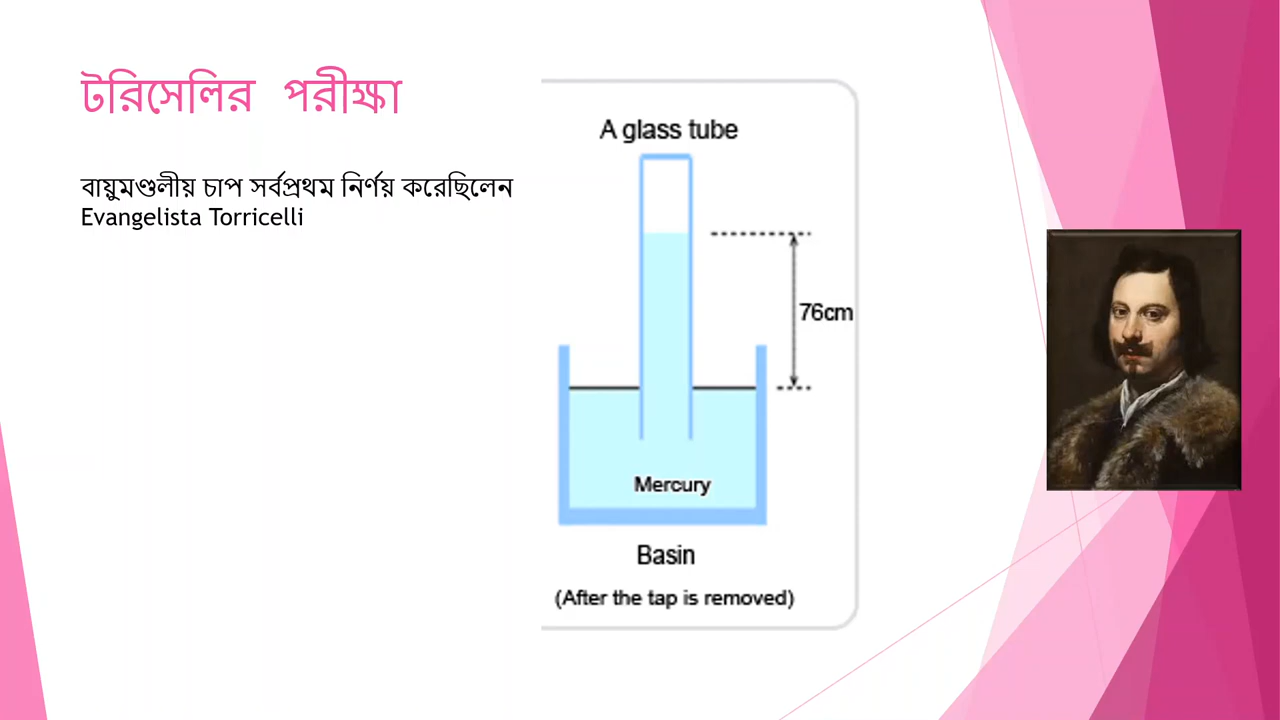 টরিসেলির পরীক্ষা
বায়ুমণ্ডলীয় চাপ সর্বপ্রথম নির্ণয় করেছিলেন
Evangelista Torricelli
A glass tube
76cm
Mercury
Basin
(After the tap is removed)